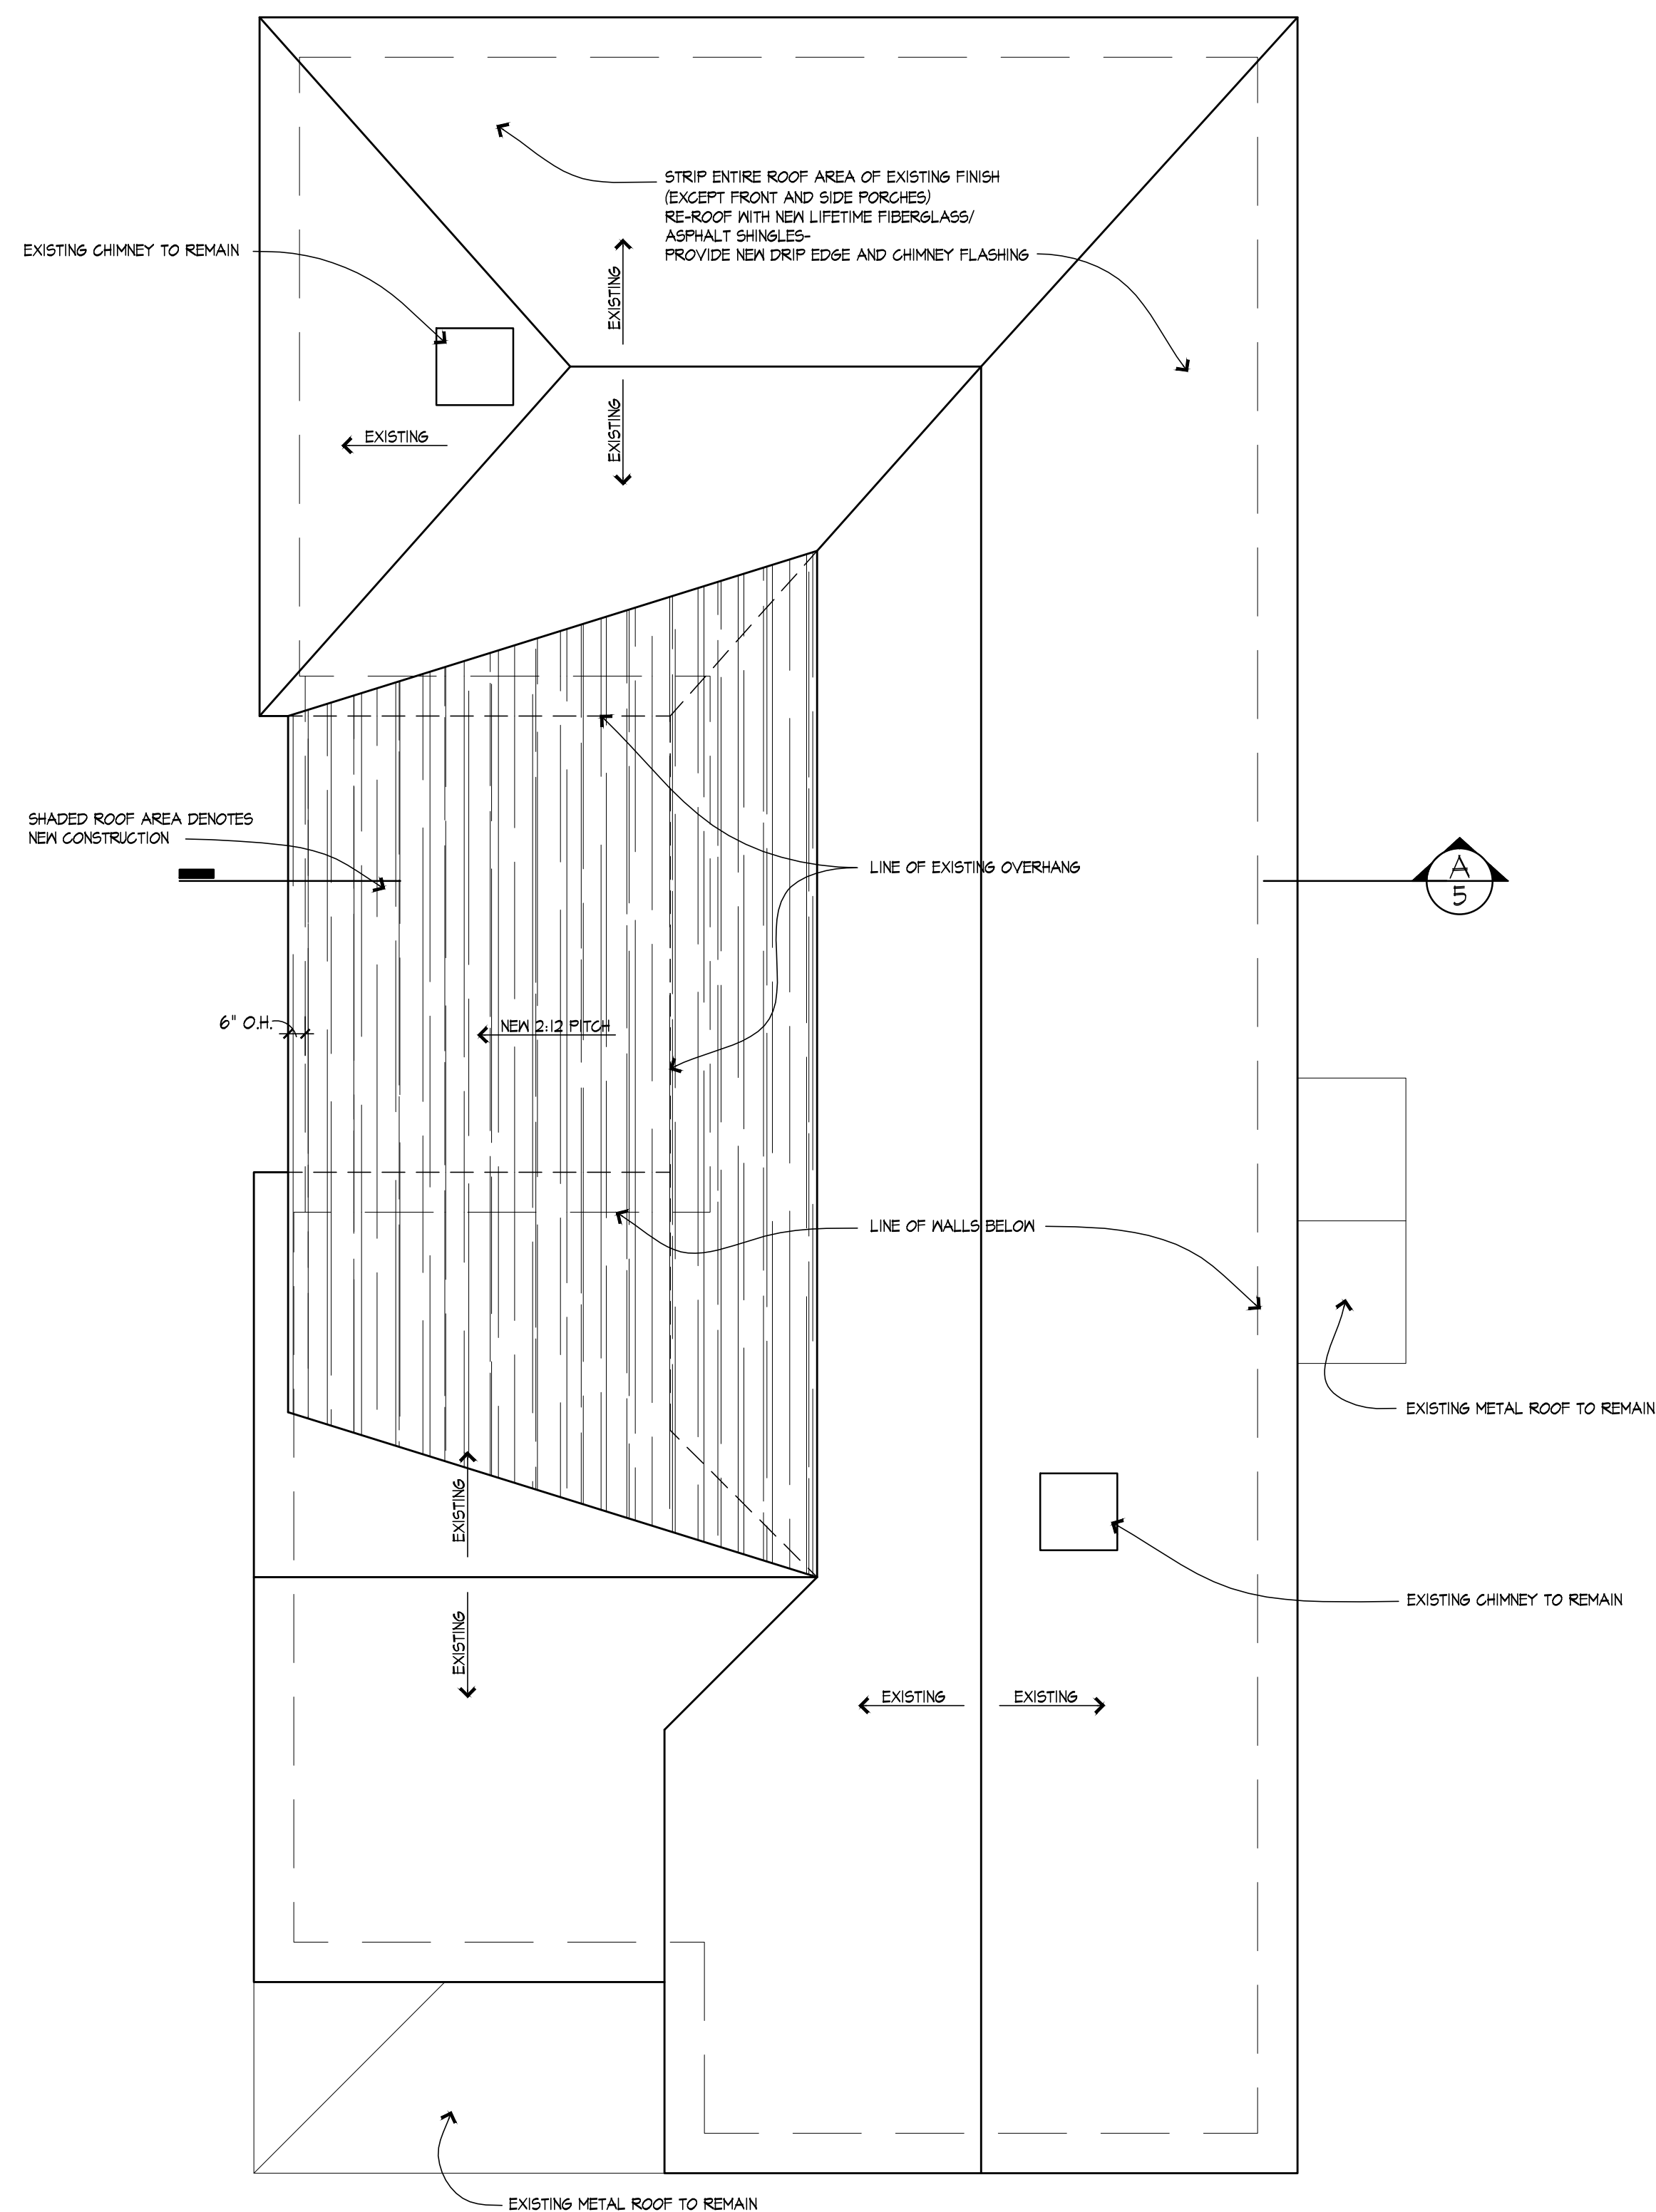 STRIP ENTIRE ROOF AREA OF EXISTING FINISH
(EXCEPT FRONT AND SIDE PORCHES)
RE-ROOF WITH NEW LIFETIME FIBERGLASS/
ASPHALT SHINGLES-
PROVIDE NEW DRIP EDGE AND CHIMNEY FLASHING
EXISTING CHIMNEY TO REMAIN
EXISTING
EXISTING
EXISTING
SHADED ROOF AREA DENOTES
NEW CONSTRUCTION
LINE OF EXISTING OVERHANG
A
5
6" O.H.
NEW 2:12 PITCH
LINE OF WALLS BELOW
EXISTING METAL ROOF TO REMAIN
EXISTING
EXISTING CHIMNEY TO REMAIN
EXISTING
EXISTING
EXISTING
EXISTING METAL ROOF TO REMAIN